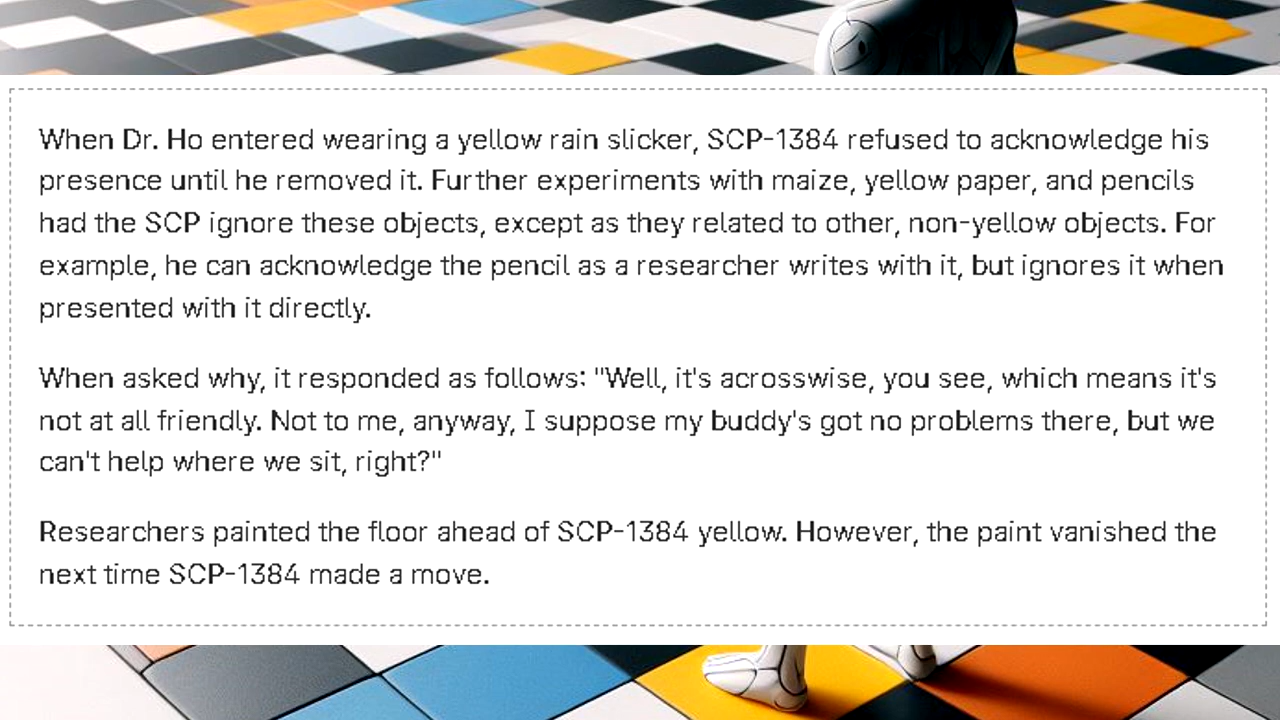 When Dr. Ho entered wearing a yellow rain slicker, SCP-1384 refused to acknowledge his
presence until he removed it. Further experiments with maize, yellow paper, and pencils
had the SCP ignore these objects, except as they related to other, non-yellow objects. For
example, he can acknowledge the pencil as a researcher writes with it, but ignores it when
presented with it directly.
When asked why, it responded as follows: "Well, it's acrosswise, you see, which means it's
not at all friendly. Not to me, anyway, I suppose my buddy's got no problems there, but we
can't help where we sit, right?"
Researchers painted the floor ahead of SCP-1384 yellow. However, the paint vanished the
next time SCP-1384 made a move.